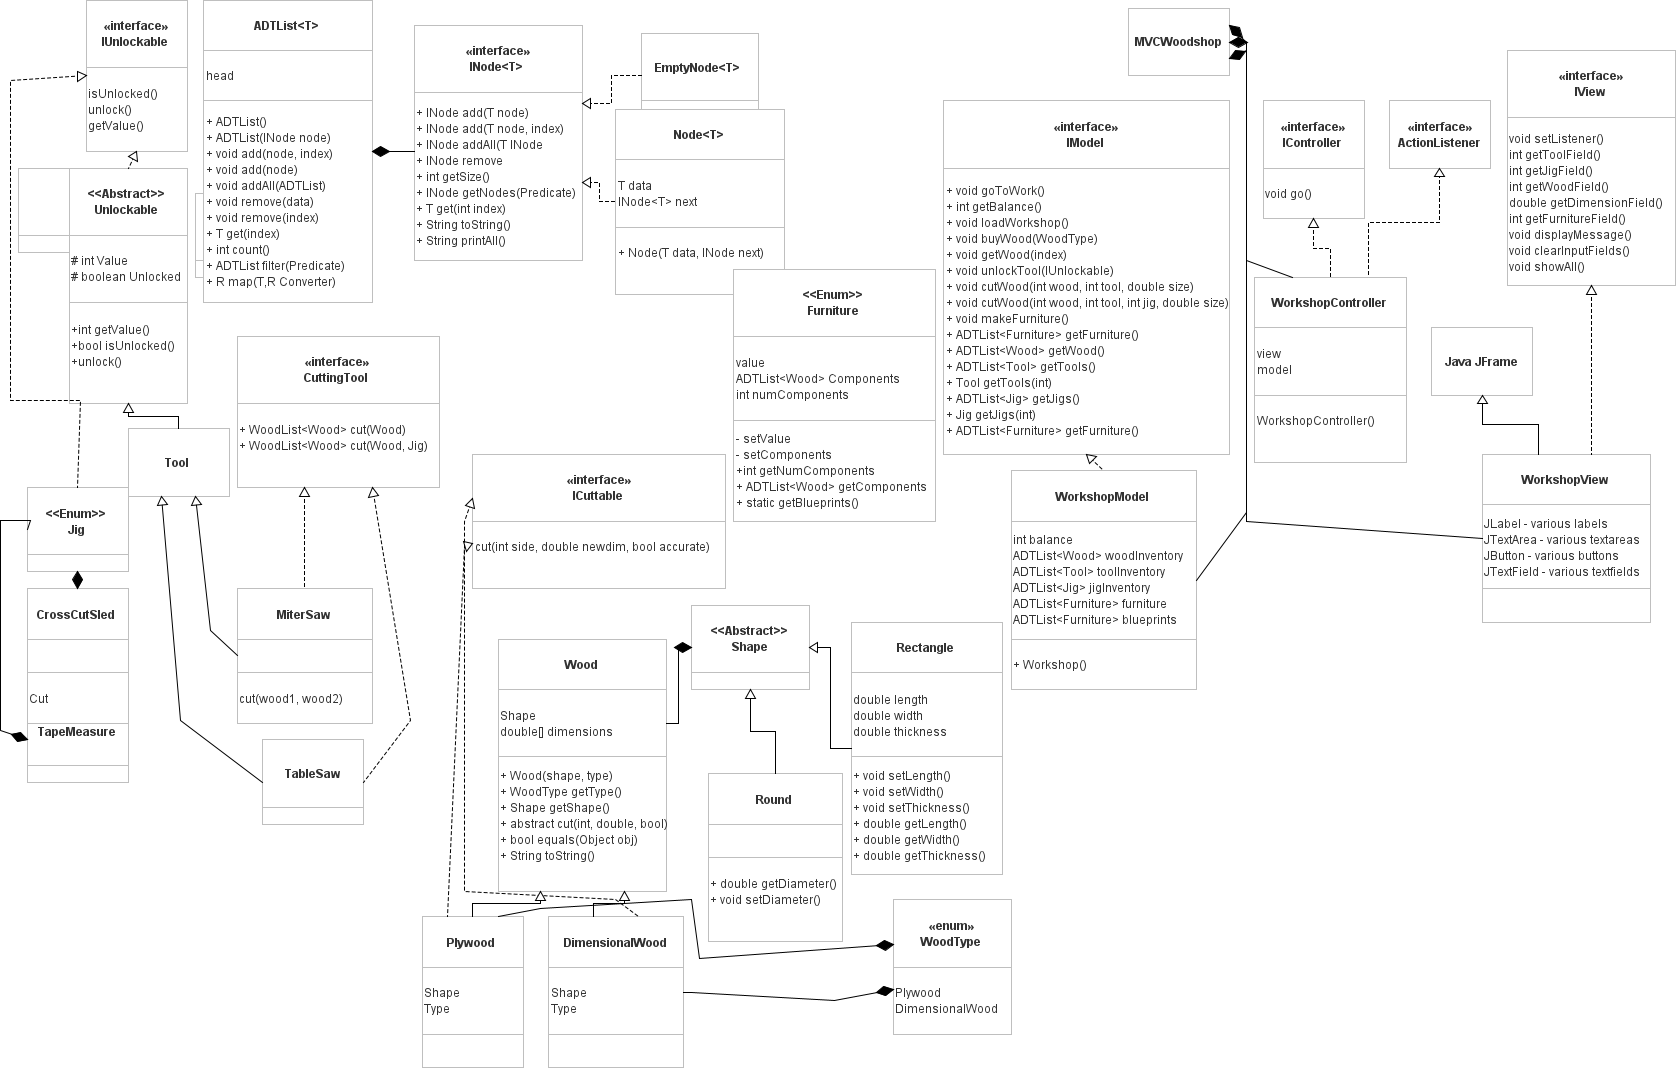 «interface»
IUnlockable
isUnlocked()
unlock()
getValue()
ADTList<T>
head
+ ADTList()
+ ADTList(INode node)
+ void add(node, index)
+ void add(node)
+ void addAll(ADTList)
+ void remove(data)
+ void remove(index)
+ T get(index)
+ int count()
+ ADTList filter(Predicate)
+ R map(T,R Converter)
«interface»
INode<T>
+ INode add(T node)
+ INode add(T node, index)
+ INode addAll(T INode
+ INode remove
+ int getSize()
+ INode getNodes(Predicate)
+ T get(int index)
+ String toString()
+ String printAll()
EmptyNode<T>
Node<T>
T data
INode<T> next
+ Node(T data, INode next)
<<Enum>>
Furniture
value
ADTList<Wood> Components
int numComponents
- setValue
- setComponents
+int getNumComponents
+ ADTList<Wood> getComponents
+ static getBlueprints()
«interface»
IModel
+ void goToWork()
+ int getBalance()
+ void loadWorkshop()
+ void buyWood(WoodType)
+ void getWood(index)
+ void unlockTool(IUnlockable)
+ void cutWood(int wood, int tool, double size)
+ void cutWood(int wood, int tool, int jig, double size)
+ void makeFurniture()
+ ADTList<Furniture> getFurniture()
+ ADTList<Wood> getWood()
+ ADTList<Tool> getTools()
+ Tool getTools(int)
+ ADTList<Jig> getJigs()
+ Jig getJigs(int)
+ ADTList<Furniture> getFurniture()
MVCWoodshop
«interface»
IController
void go()
«interface»
ActionListener
«interface»
IView
void setListener()
int getToolField()
int getJigField()
int getWoodField()
double getDimensionField()
int getFurnitureField()
void displayMessage()
void clearInputFields()
void showAll()
WorkshopController
view
model
WorkshopController()
Java JFrame
WorkshopView
JLabel - various labels
JTextArea - various textareas
JButton - various buttons
JTextField - various textfields
WorkshopModel
int balance
ADTList<Wood> woodInventory
ADTList<Tool> toolInventory
ADTList<Jig> jigInventory
ADTList<Furniture> furniture
ADTList<Furniture> blueprints
+ Workshop()
<<Abstract>>
Unlockable
# int Value
# boolean Unlocked
+int getValue()
+bool isUnlocked()
+unlock()
«interface»
CuttingTool
+ WoodList<Wood> cut(Wood)
+ WoodList<Wood> cut(Wood, Jig)
Tool
<<Enum>>
Jig
CrossCutSled
Cut
TapeMeasure
MiterSaw
cut(wood1, wood2)
TableSaw
«interface»
ICuttable
cut(int side, double newdim, bool accurate)
<<Abstract>>
Shape
Wood
Shape
double[] dimensions
+ Wood(shape, type)
+ WoodType getType()
+ Shape getShape()
+ abstract cut(int, double, bool)
+ bool equals(Object obj)
+ String toString()
Rectangle
double length
double width
double thickness
+ void setLength()
+ void setWidth()
+ void setThickness()
+ double getLength()
+ double getWidth()
+ double getThickness()
Round
+ double getDiameter()
+ void setDiameter()
Plywood
Shape
Type
DimensionalWood
Shape
Type
«enum»
WoodType
Plywood
DimensionalWood